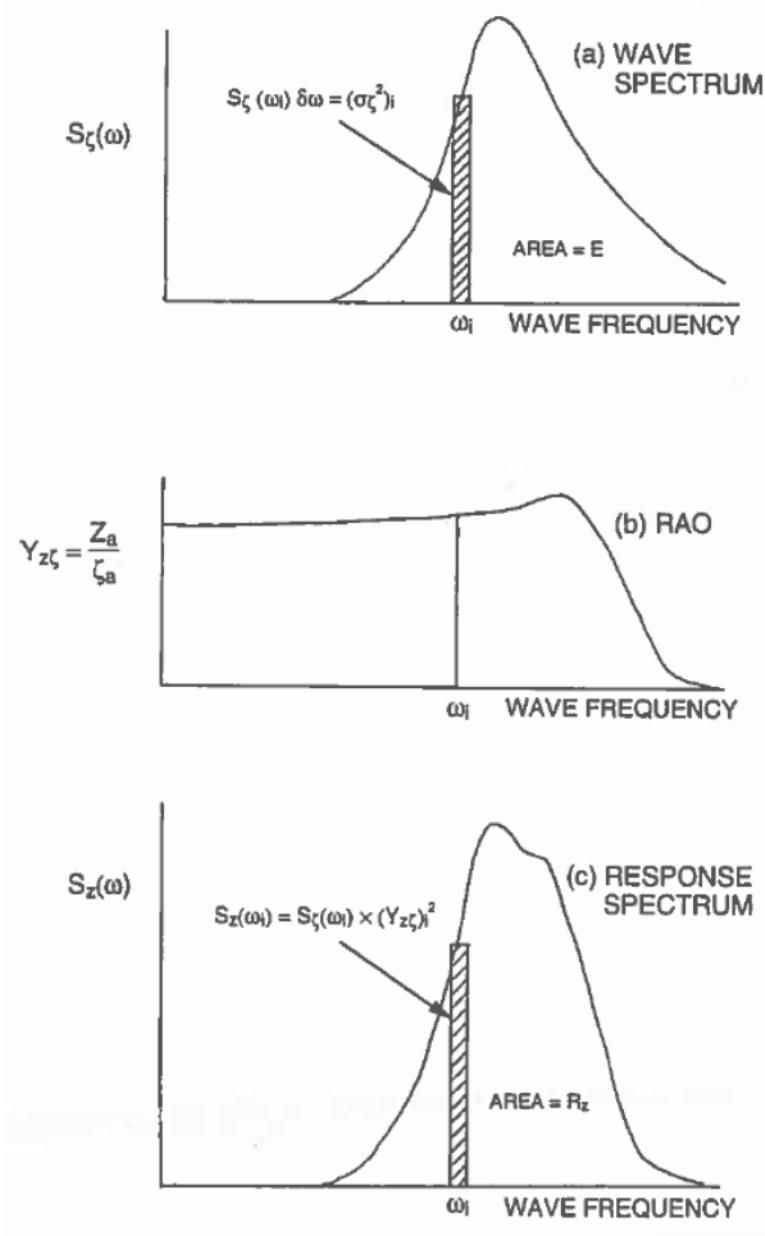 (a) WAVE
SPECTRUM
Sζ (ωi) δω = (σζ²)i
Sζ(ω)
AREA = E
ωi WAVE FREQUENCY
(b) RAO
Yzζ = Za
ζa
ωi WAVE FREQUENCY
Sz(ω)
(c) RESPONSE
SPECTRUM
Sz(ωi) = Sζ(ωi) × (Yzζ)i²
AREA = Rz
ωi WAVE FREQUENCY